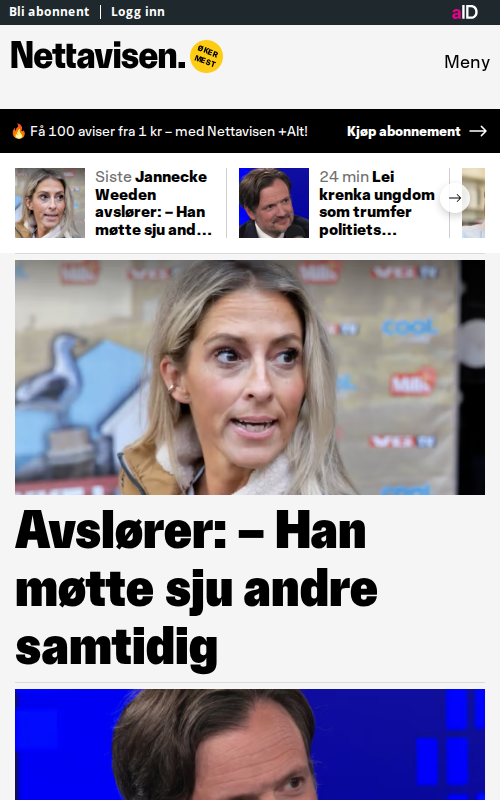 Bli abonnent | Logg inn
aID
Nettavisen.
ØKER
MEST
Meny
Få 100 aviser fra 1 kr – med Nettavisen +Alt!
Kjøp abonnement
Siste Jannecke
Weeden
avslører: – Han
møtte sju and…
24 min Lei
krenka ungdom
som trumfer
politiets…
cool.
Mills
Avslører: – Han
møtte sju andre
samtidig